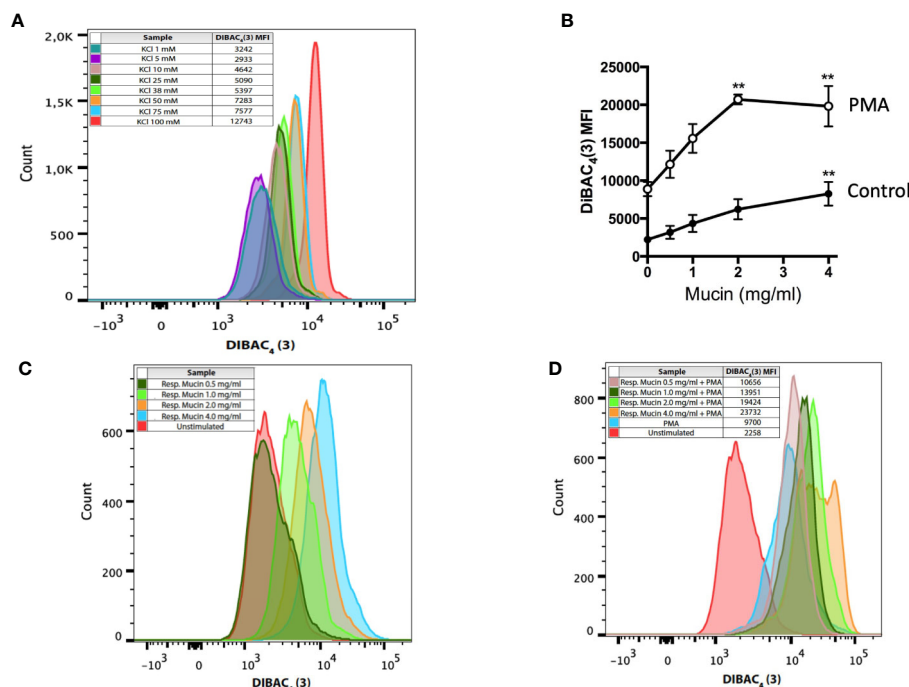 A
2,0K
1,5K
1,0K
500
0
Count
Sample DIBAC4(3) MFI
KCl 1 mM 3242
KCl 5 mM 2933
KCl 10 mM 4642
KCl 25 mM 5090
KCl 38 mM 5397
KCl 50 mM 7283
KCl 75 mM 7577
KCl 100 mM 12743
-10³ 0 10³ 10⁴ 10⁵
DIBAC4 (3)
B
DiBAC4(3) MFI
25000
20000
15000
10000
5000
0
** **
PMA
**
Control
0 1 2 3 4
Mucin (mg/ml)
C
Count
600
400
200
0
Sample
Resp. Mucin 0.5 mg/ml
Resp. Mucin 1.0 mg/ml
Resp. Mucin 2.0 mg/ml
Resp. Mucin 4.0 mg/ml
Unstimulated
-10³ 0 10³ 10⁴ 10⁵
DIBAC (3)
D
Count
800
600
400
200
0
Sample DIBAC4(3) MFI
Resp. Mucin 0.5 mg/ml + PMA 10656
Resp. Mucin 1.0 mg/ml + PMA 13951
Resp. Mucin 2.0 mg/ml + PMA 19424
Resp. Mucin 4.0 mg/ml + PMA 23732
PMA 9700
Unstimulated 2258
-10³ 0 10³ 10⁴ 10⁵
DIBAC4 (3)